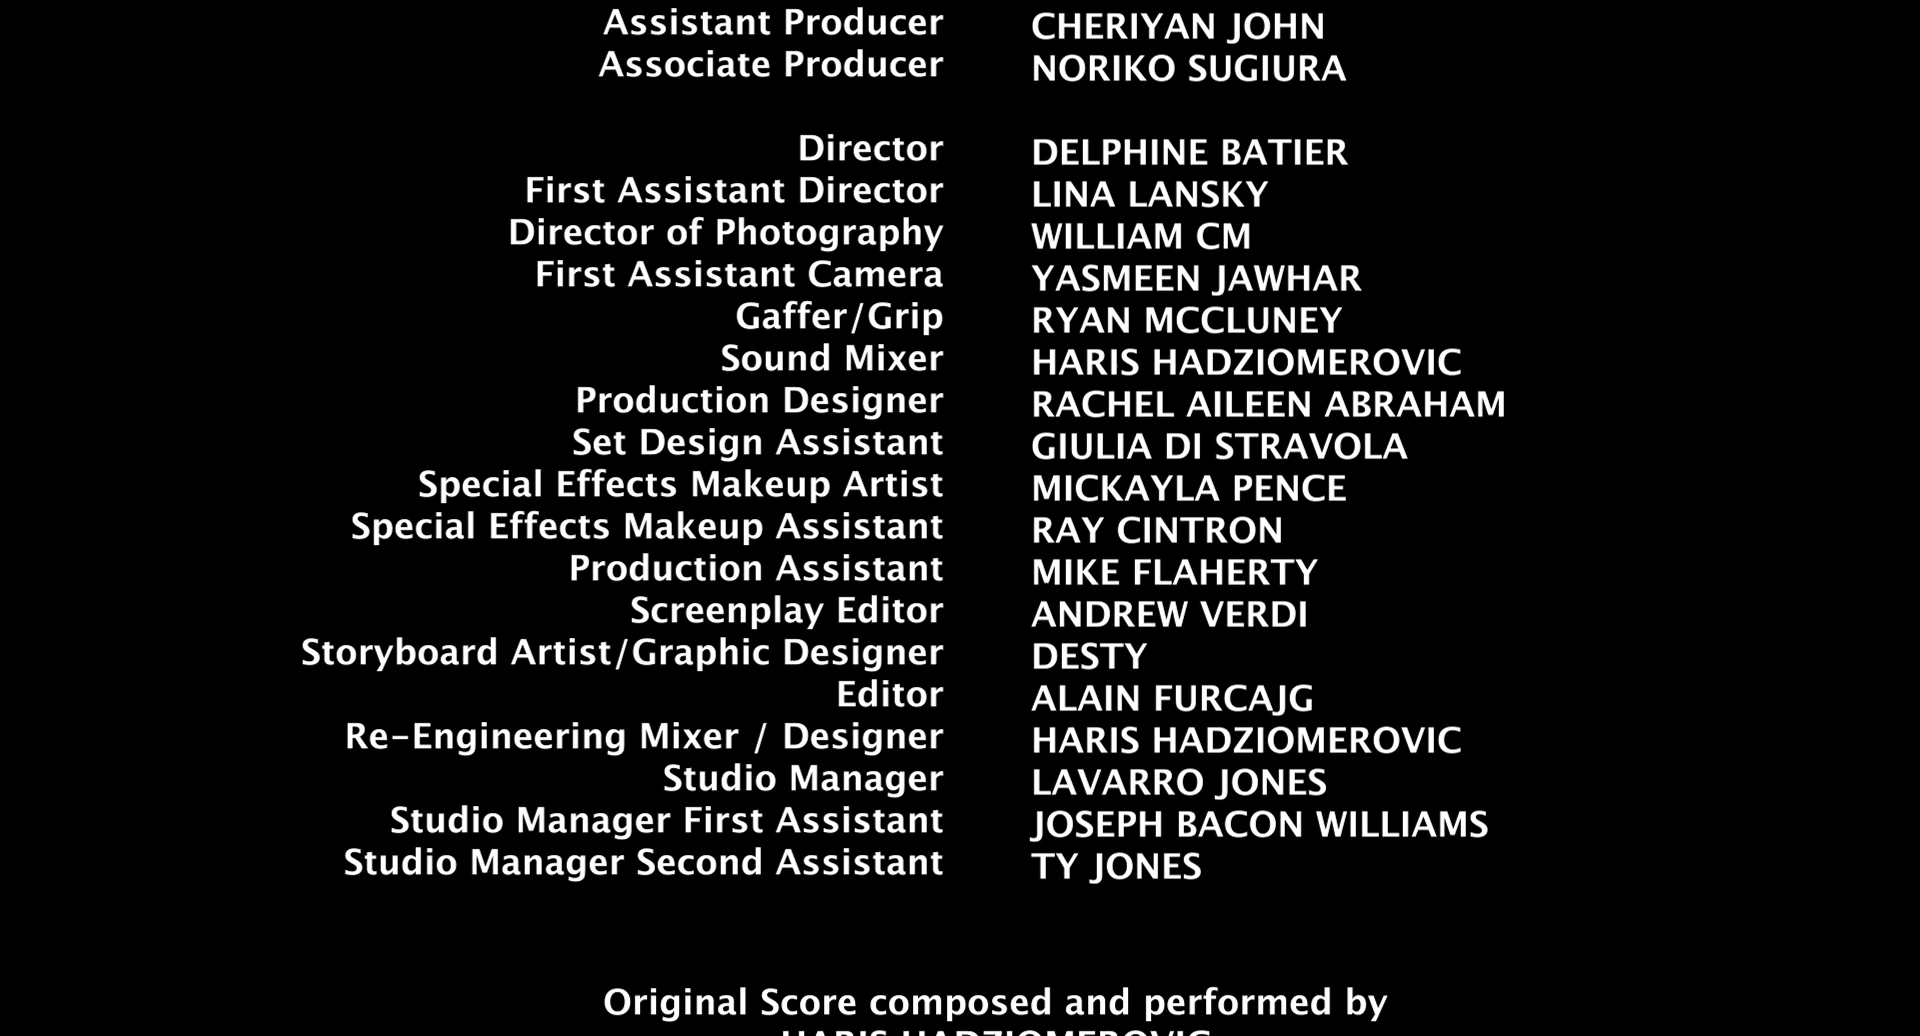 Assistant Producer CHERIYAN JOHN
Associate Producer NORIKO SUGIURA
Director DELPHINE BATIER
First Assistant Director LINA LANSKY
Director of Photography WILLIAM CM
First Assistant Camera YASMEEN JAWHAR
Gaffer/Grip RYAN MCCLUNEY
Sound Mixer HARIS HADZIOMEROVIC
Production Designer RACHEL AILEEN ABRAHAM
Set Design Assistant GIULIA DI STRAVOLA
Special Effects Makeup Artist MICKAYLA PENCE
Special Effects Makeup Assistant RAY CINTRON
Production Assistant MIKE FLAHERTY
Screenplay Editor ANDREW VERDI
Storyboard Artist/Graphic Designer DESTY
Editor ALAIN FURCAJG
Re-Engineering Mixer / Designer HARIS HADZIOMEROVIC
Studio Manager LAVARRO JONES
Studio Manager First Assistant JOSEPH BACON WILLIAMS
Studio Manager Second Assistant TY JONES
Original Score composed and performed by
HARIS HADZIOMEROVIC